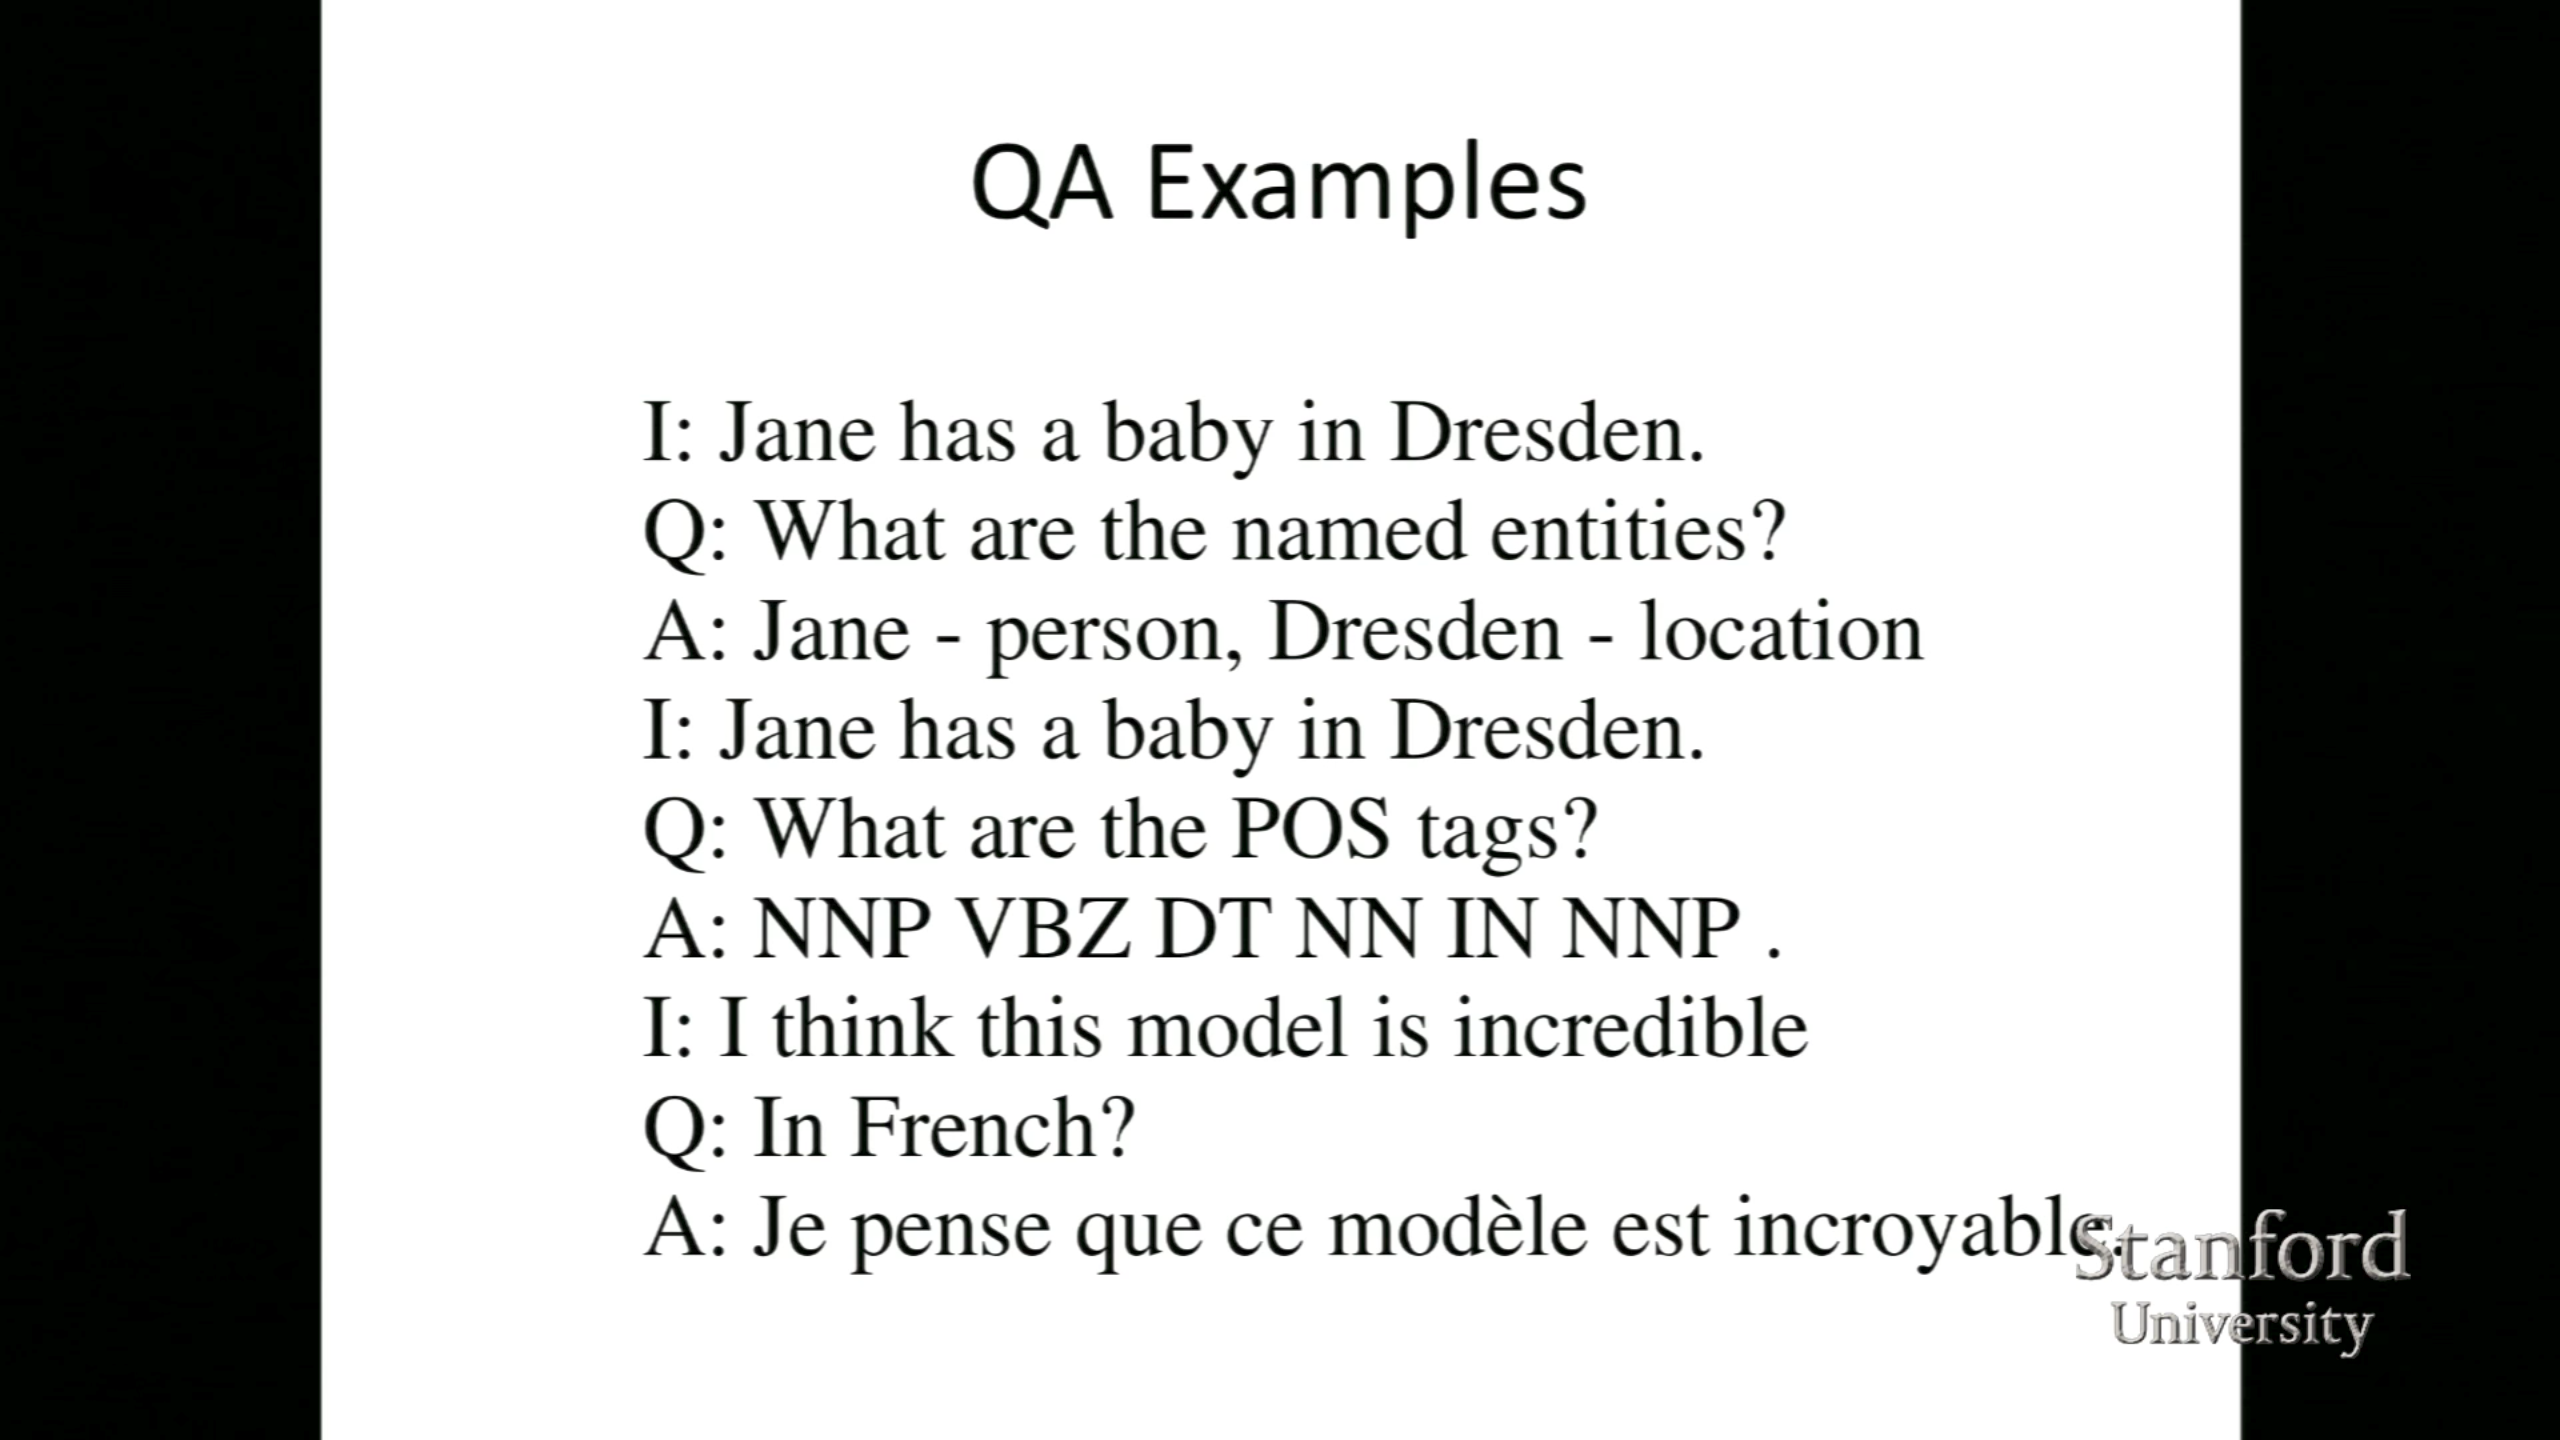 QA Examples
I: Jane has a baby in Dresden.
Q: What are the named entities?
A: Jane - person, Dresden - location
I: Jane has a baby in Dresden.
Q: What are the POS tags?
A: NNP VBZ DT NN IN NNP .
I: I think this model is incredible
Q: In French?
A: Je pense que ce modèle est incroyable.
Stanford
University